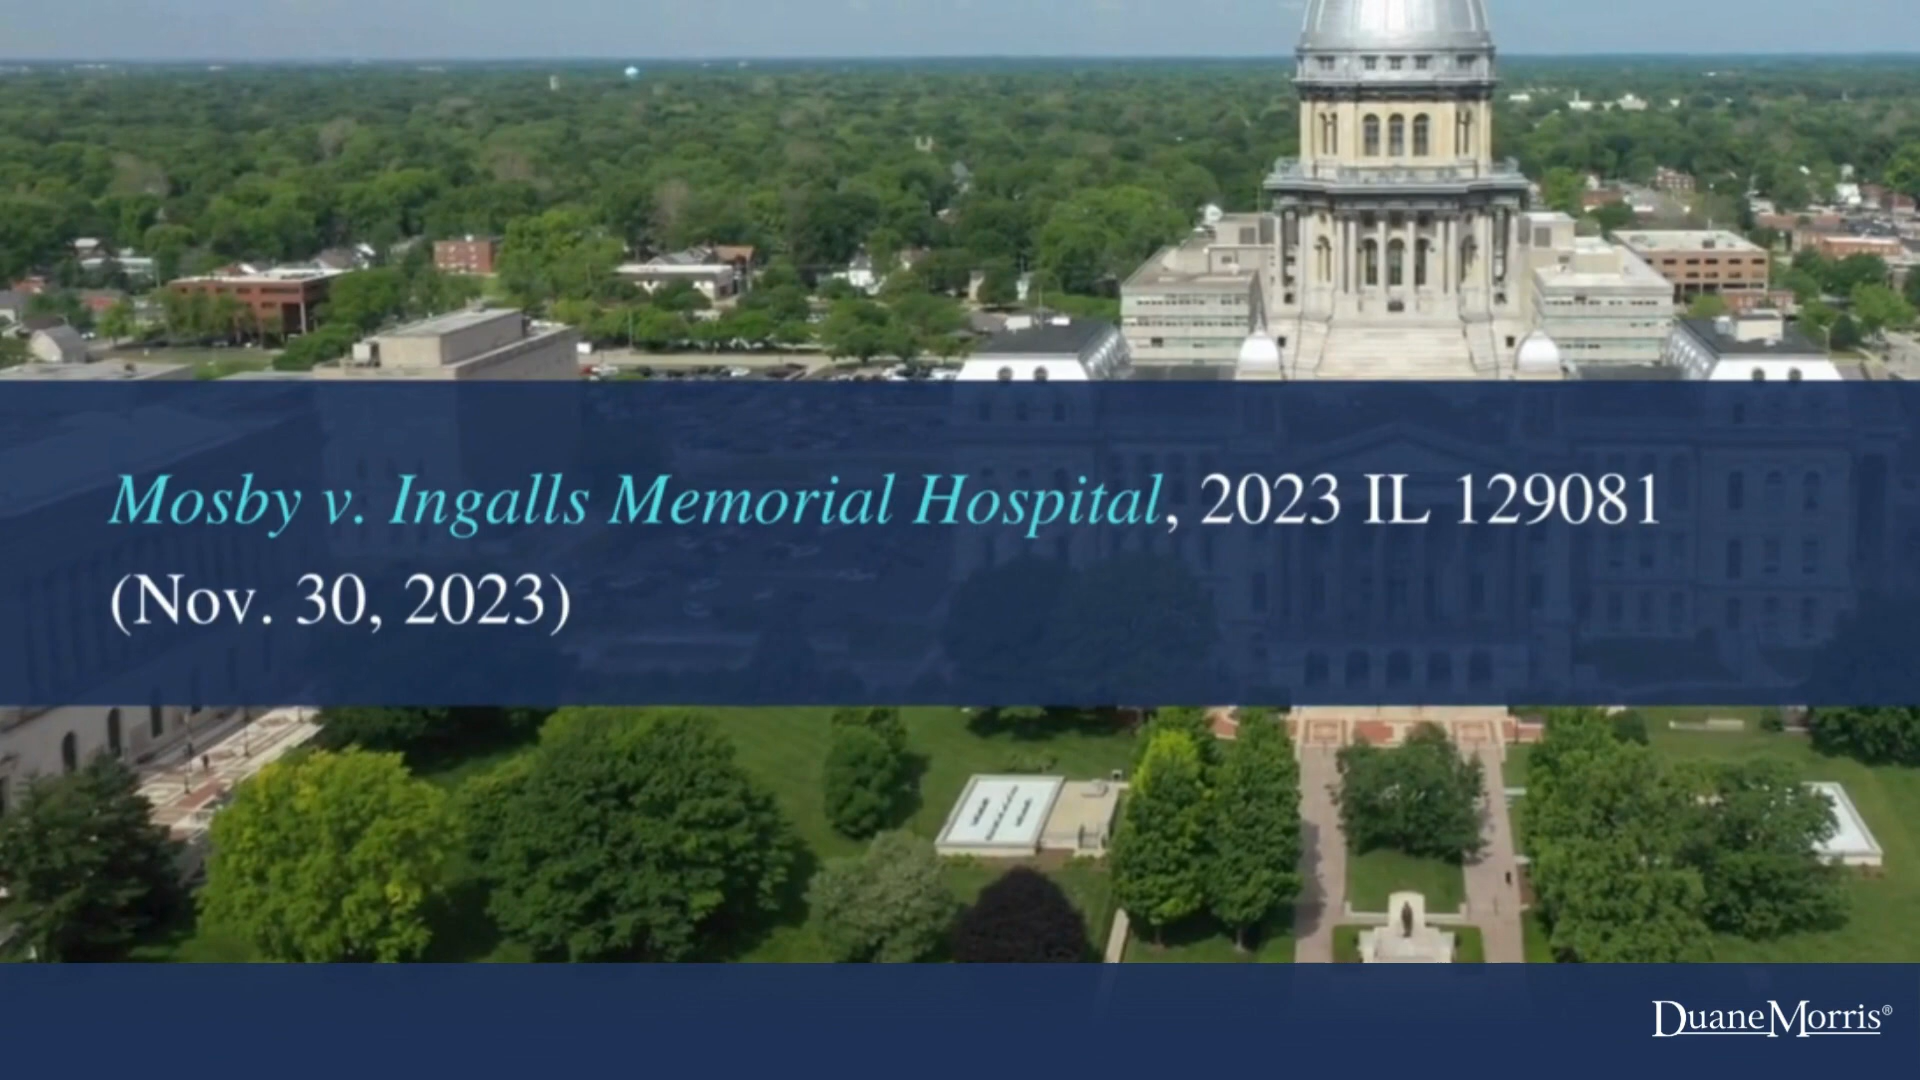 Mosby v. Ingalls Memorial Hospital, 2023 IL 129081
(Nov. 30, 2023)
DuaneMorris®